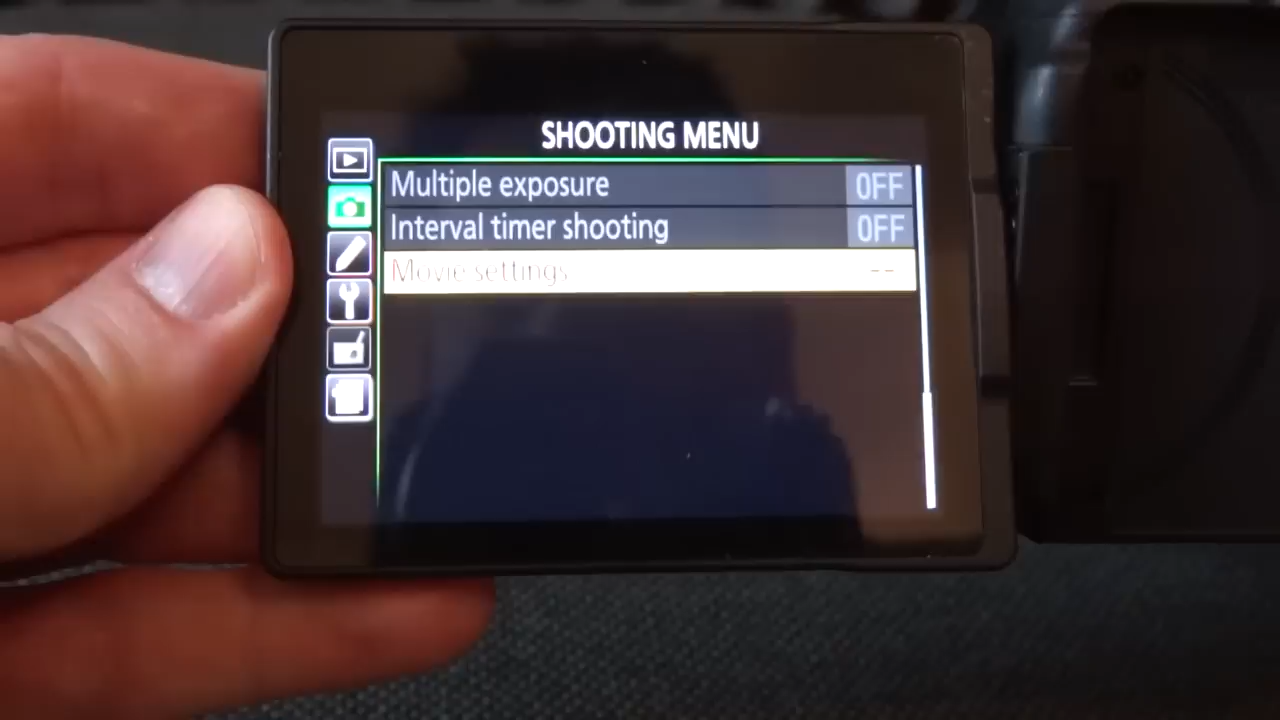 SHOOTING MENU
Multiple exposure OFF
Interval timer shooting OFF
Movie settings --